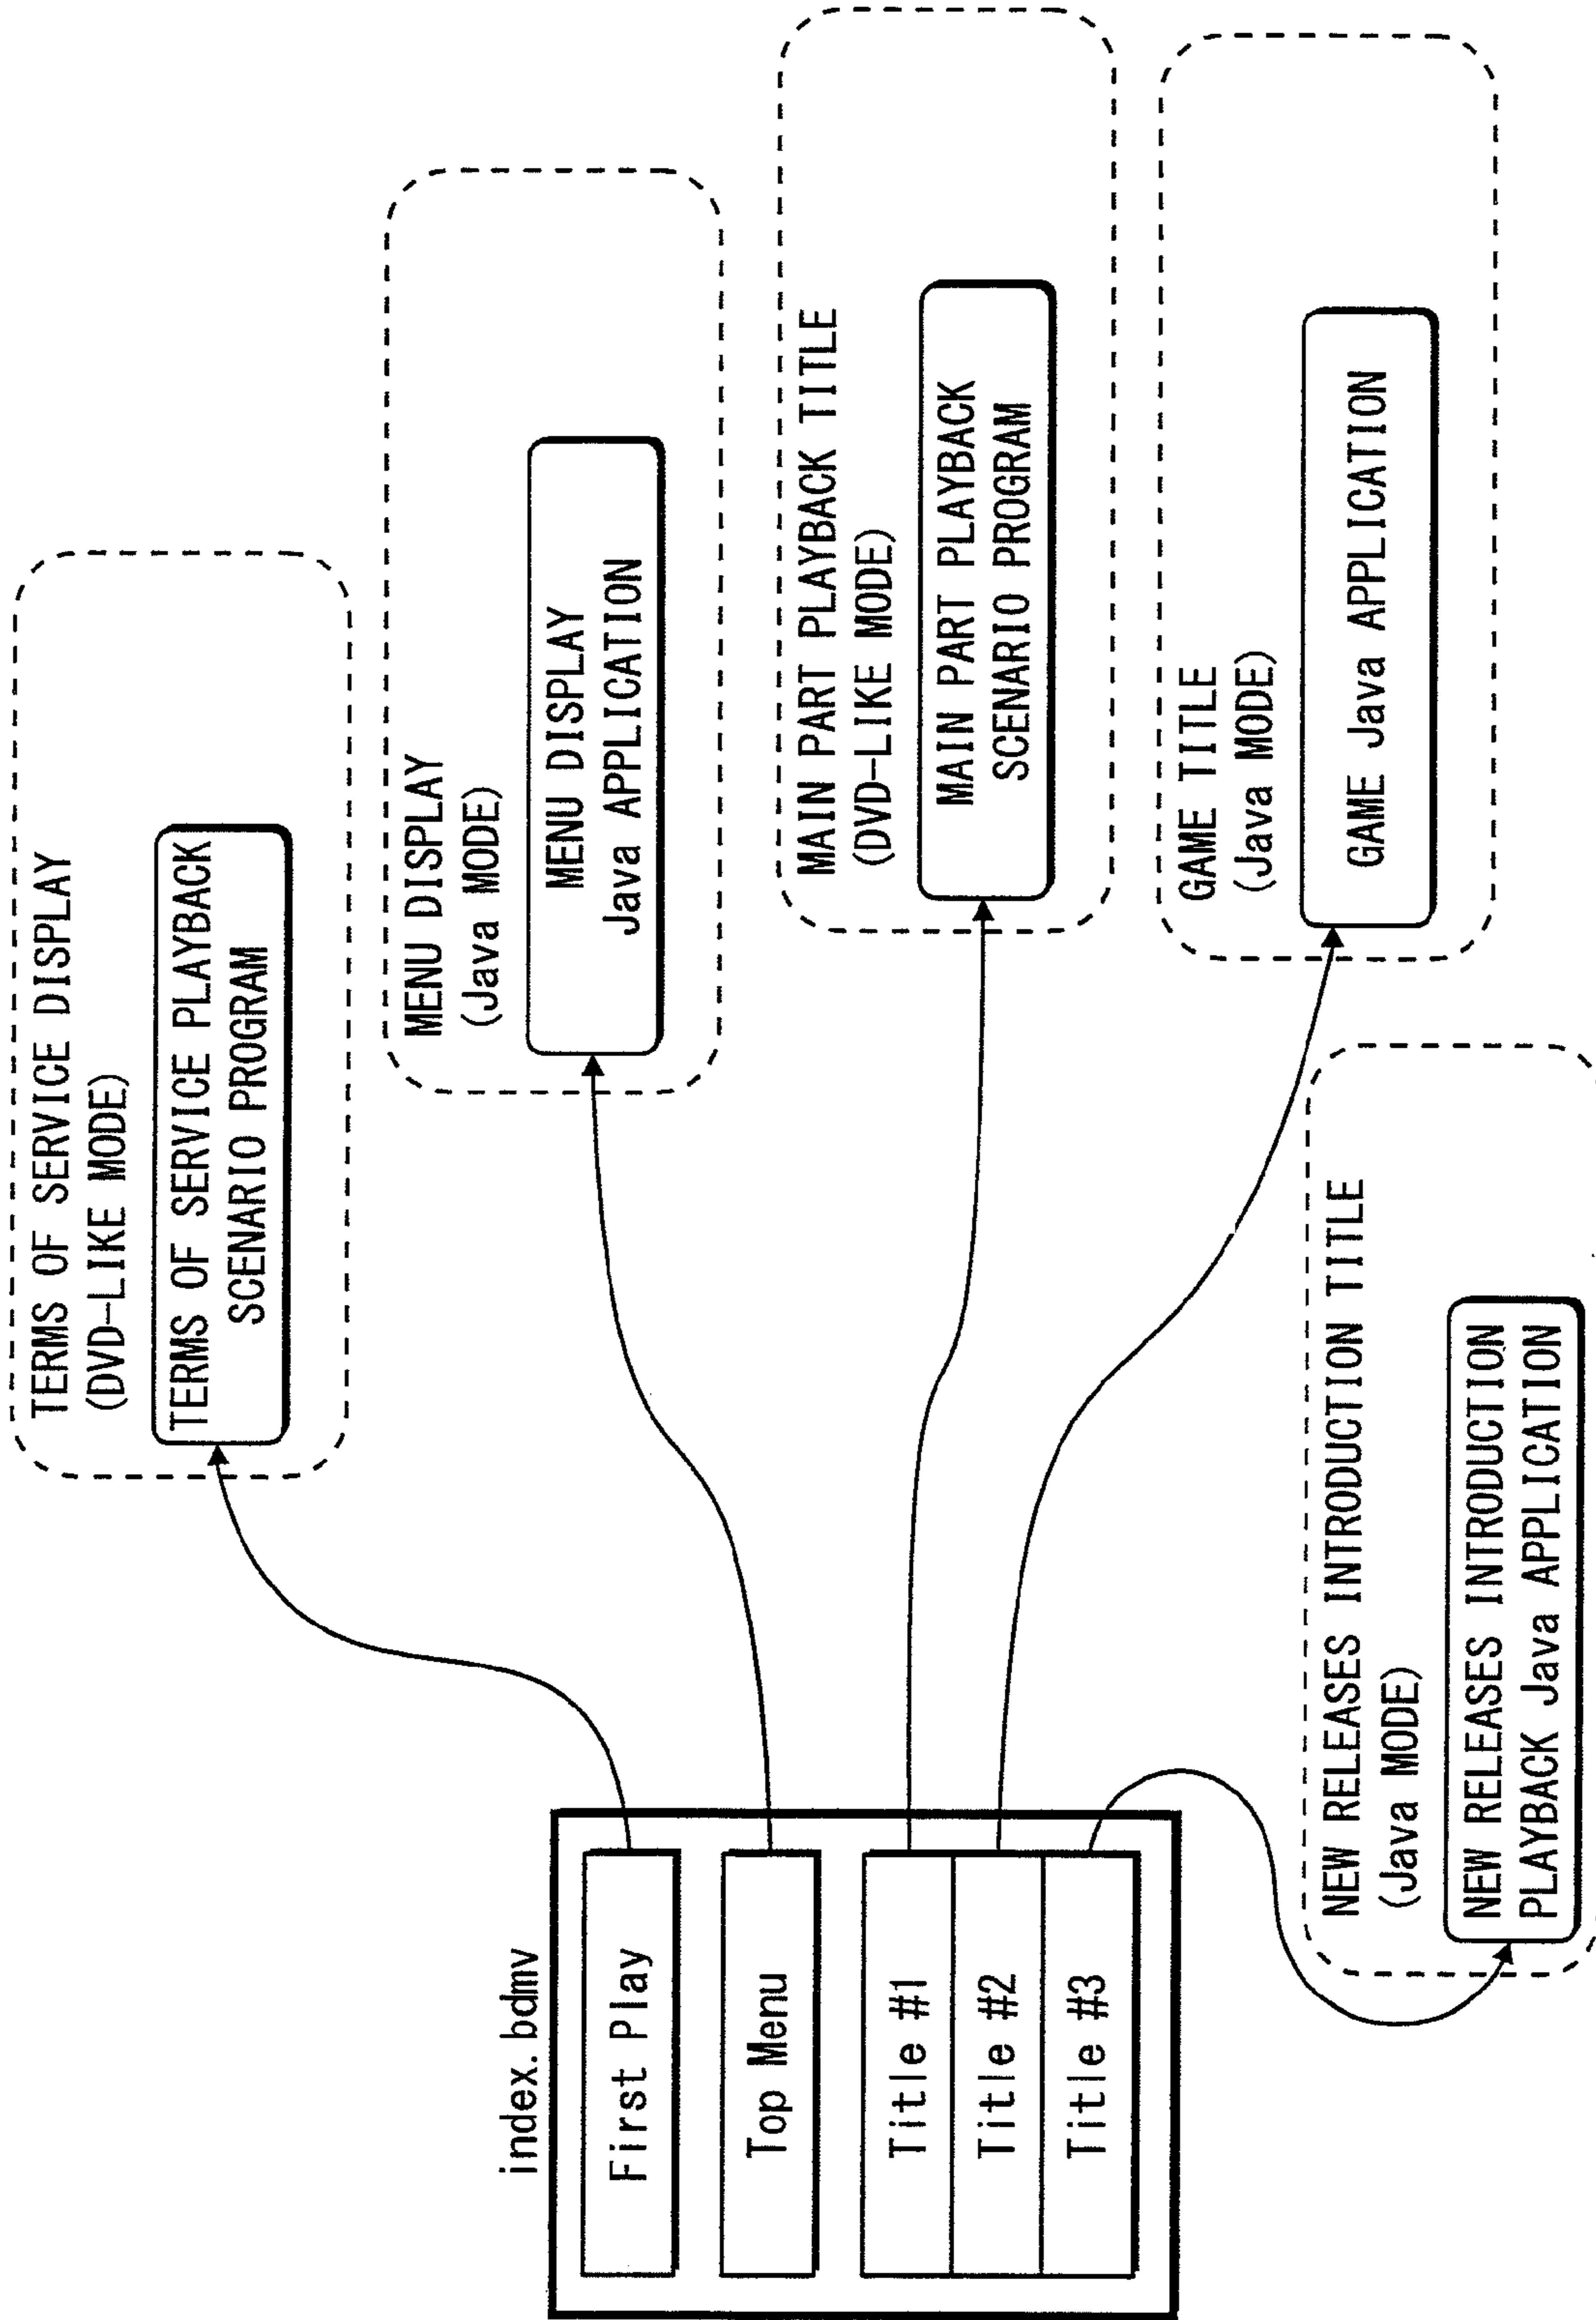 index.bdmv
First Play
Top Menu
Title #1
Title #2
Title #3
TERMS OF SERVICE DISPLAY
(DVD-LIKE MODE)
TERMS OF SERVICE PLAYBACK
SCENARIO PROGRAM
MENU DISPLAY
(Java MODE)
MENU DISPLAY
Java APPLICATION
MAIN PART PLAYBACK TITLE
(DVD-LIKE MODE)
MAIN PART PLAYBACK
SCENARIO PROGRAM
GAME TITLE
(Java MODE)
GAME Java APPLICATION
NEW RELEASES INTRODUCTION TITLE
(Java MODE)
NEW RELEASES INTRODUCTION
PLAYBACK Java APPLICATION